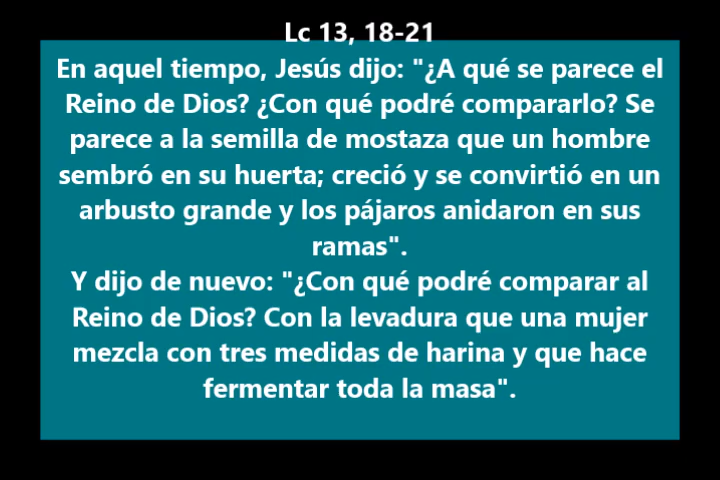 Lc 13, 18-21
En aquel tiempo, Jesús dijo: "¿A qué se parece el
Reino de Dios? ¿Con qué podré compararlo? Se
parece a la semilla de mostaza que un hombre
sembró en su huerta; creció y se convirtió en un
arbusto grande y los pájaros anidaron en sus
ramas".
Y dijo de nuevo: "¿Con qué podré comparar al
Reino de Dios? Con la levadura que una mujer
mezcla con tres medidas de harina y que hace
fermentar toda la masa".